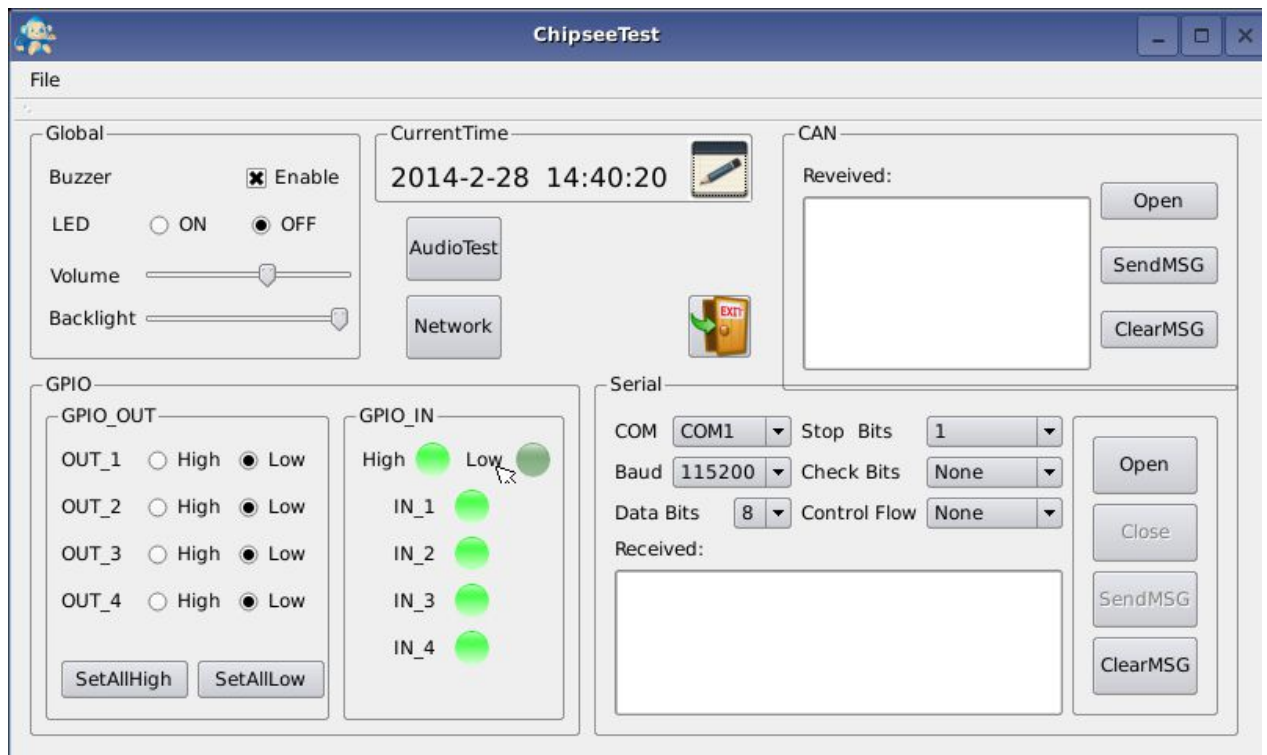 ChipseeTest
File
Global
Buzzer Enable
LED ON OFF
Volume
Backlight
CurrentTime
2014-2-28 14:40:20
AudioTest
Network
EXIT
CAN
Reveived:
Open
SendMSG
ClearMSG
GPIO
GPIO_OUT
OUT_1 High Low
OUT_2 High Low
OUT_3 High Low
OUT_4 High Low
SetAllHigh SetAllLow
GPIO_IN
High Low
IN_1
IN_2
IN_3
IN_4
Serial
COM COM1 Stop Bits 1
Baud 115200 Check Bits None
Data Bits 8 Control Flow None
Received:
Open
Close
SendMSG
ClearMSG